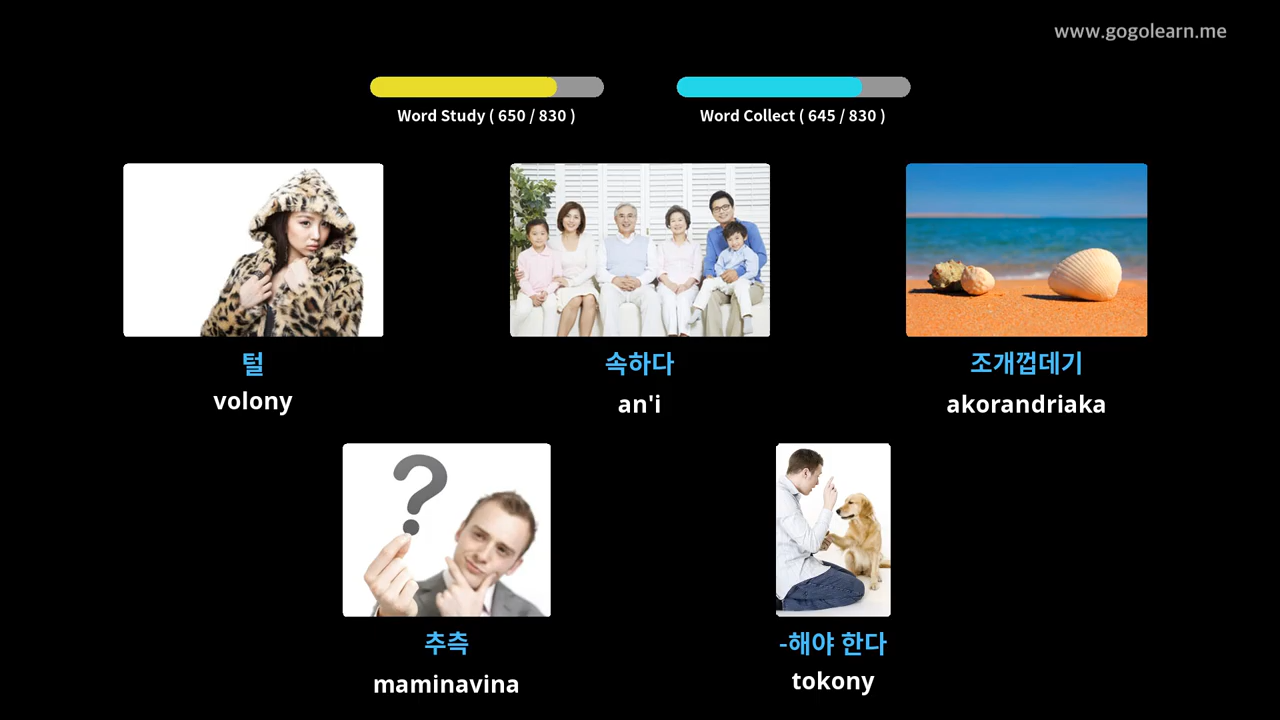 www.gogolearn.me
Word Study ( 650 / 830 )
Word Collect ( 645 / 830 )
털
volony
속하다
an'i
조개껍데기
akorandriaka
추측
maminavina
-해야 한다
tokony